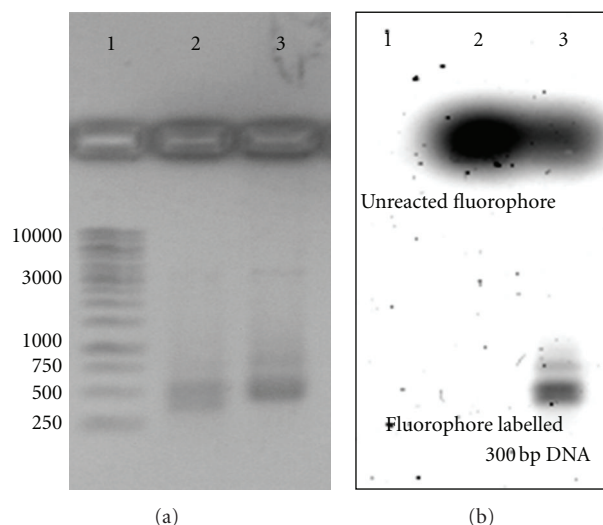 1 2 3
10000
3000
1000
750
500
250
(a)
1 2 3
Unreacted fluorophore
Fluorophore labelled
300 bp DNA
(b)